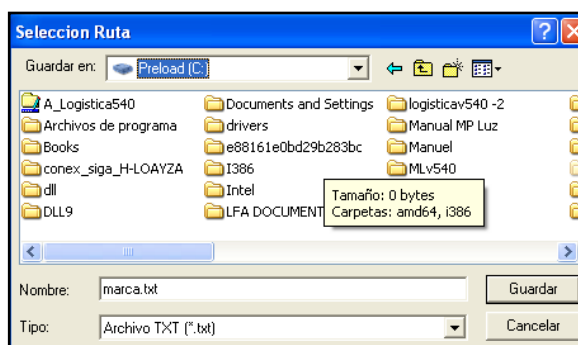 Seleccion Ruta
Guardar en: Preload (C:)
A_Logistica540 Documents and Settings logisticav540 -2
Archivos de programa drivers Manual MP Luz
Books e88161e0bd29b283bc Manuel
conex_siga_H-LOAYZA I386 MLv540
dll Intel
DLL9 LFA DOCUMENT
Tamaño: 0 bytes
Carpetas: amd64, i386
Nombre: marca.txt Guardar
Tipo: Archivo TXT (*.txt) Cancelar